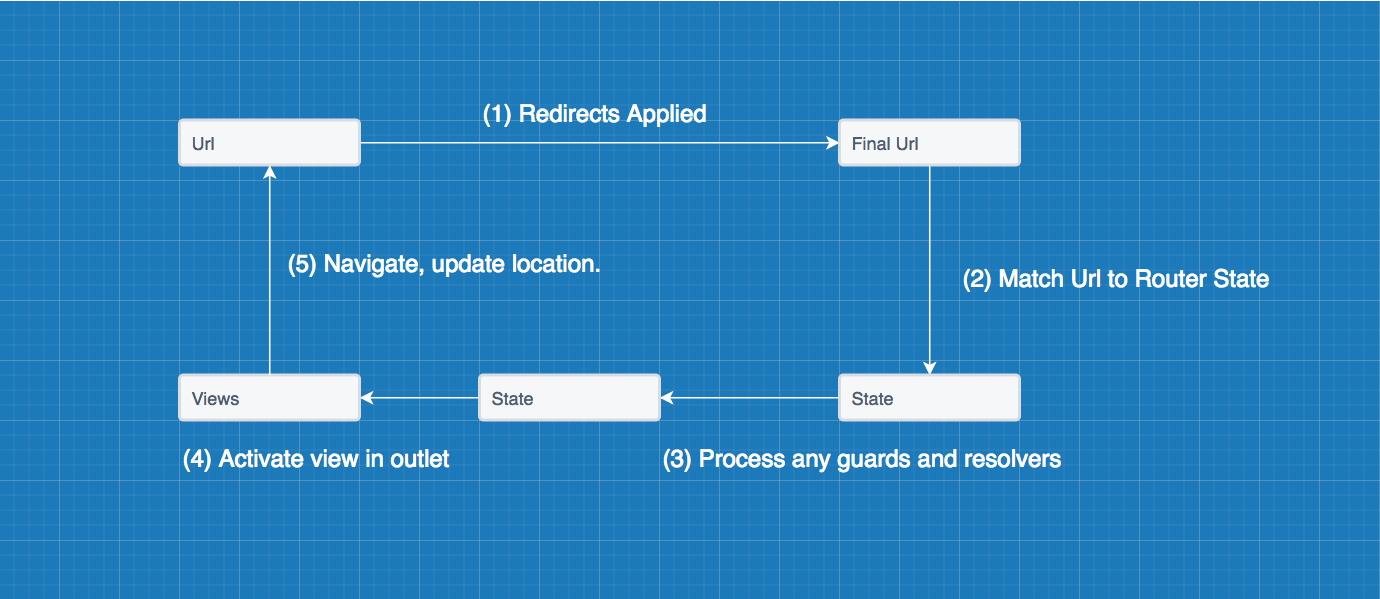 (1) Redirects Applied
Url
Final Url
(5) Navigate, update location.
(2) Match Url to Router State
Views
State
State
(4) Activate view in outlet
(3) Process any guards and resolvers